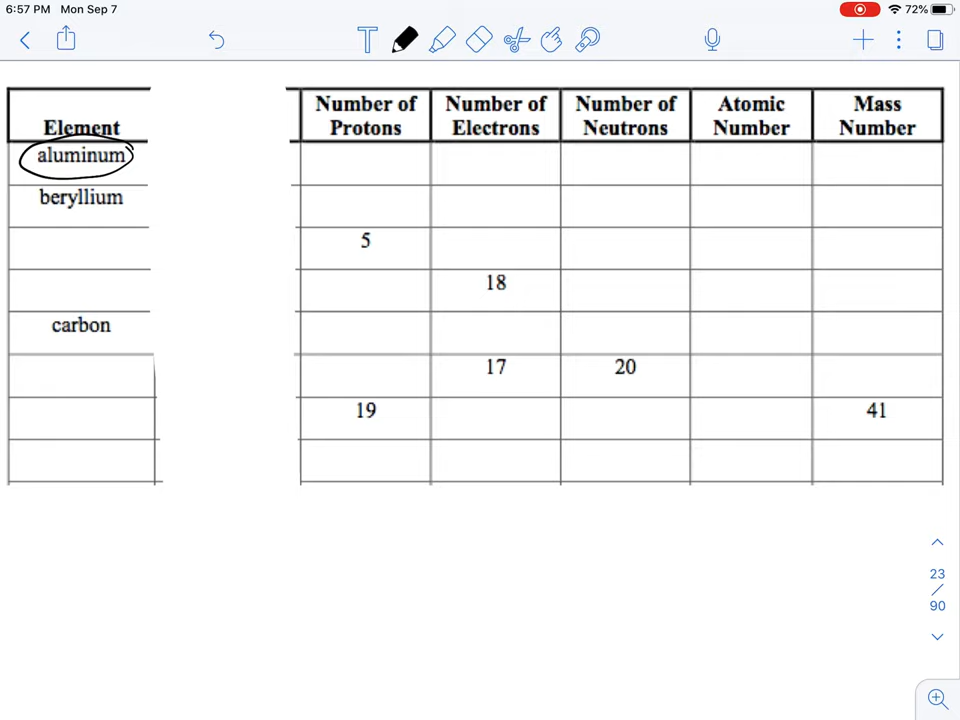 6:57 PM Mon Sep 7
72%
T
Element
Number of Protons
Number of Electrons
Number of Neutrons
Atomic Number
Mass Number
aluminum
beryllium
5
18
carbon
17 20
19 41
23
/
90